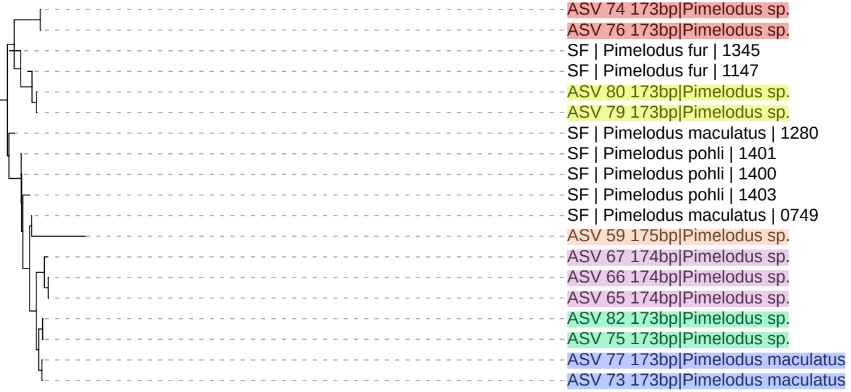 ASV 74 173bp|Pimelodus sp.
ASV 76 173bp|Pimelodus sp.
SF | Pimelodus fur | 1345
SF | Pimelodus fur | 1147
ASV 80 173bp|Pimelodus sp.
ASV 79 173bp|Pimelodus sp.
SF | Pimelodus maculatus | 1280
SF | Pimelodus pohli | 1401
SF | Pimelodus pohli | 1400
SF | Pimelodus pohli | 1403
SF | Pimelodus maculatus | 0749
ASV 59 175bp|Pimelodus sp.
ASV 67 174bp|Pimelodus sp.
ASV 66 174bp|Pimelodus sp.
ASV 65 174bp|Pimelodus sp.
ASV 82 173bp|Pimelodus sp.
ASV 75 173bp|Pimelodus sp.
ASV 77 173bp|Pimelodus maculatus
ASV 73 173bp|Pimelodus maculatus